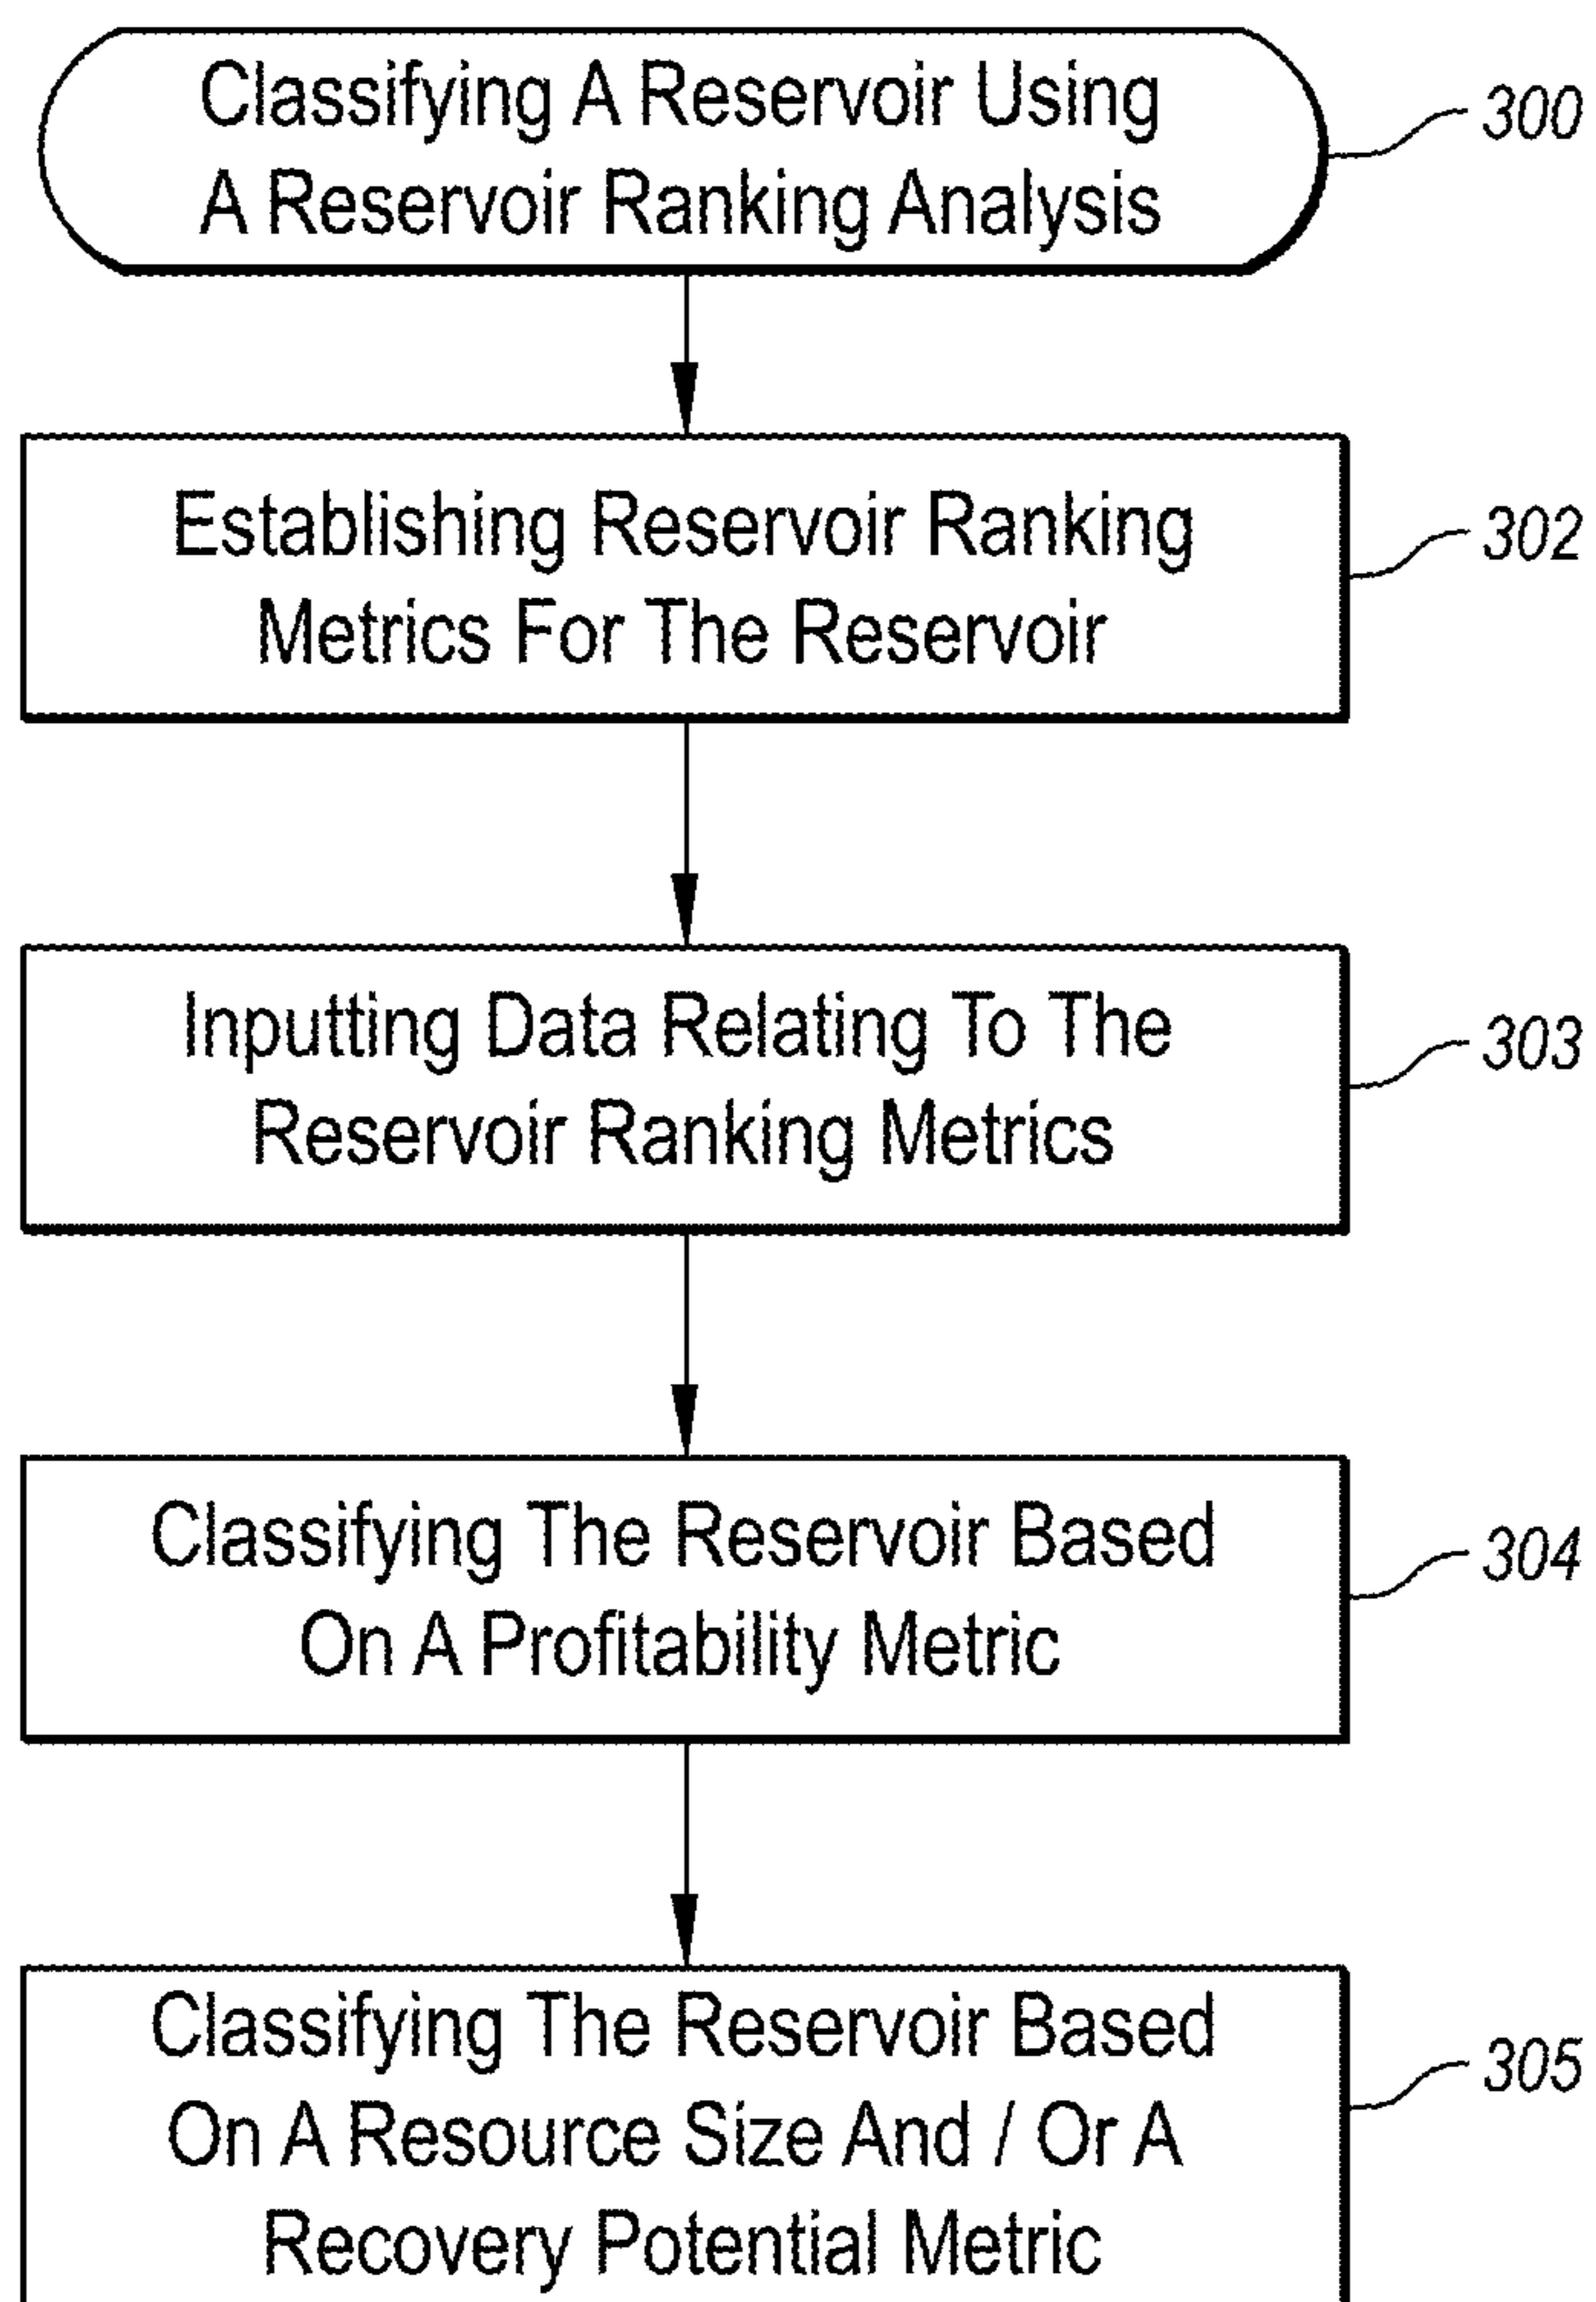 Classifying A Reservoir Using
A Reservoir Ranking Analysis
300
Establishing Reservoir Ranking
Metrics For The Reservoir
302
Inputting Data Relating To The
Reservoir Ranking Metrics
303
Classifying The Reservoir Based
On A Profitability Metric
304
Classifying The Reservoir Based
On A Resource Size And / Or A
Recovery Potential Metric
305